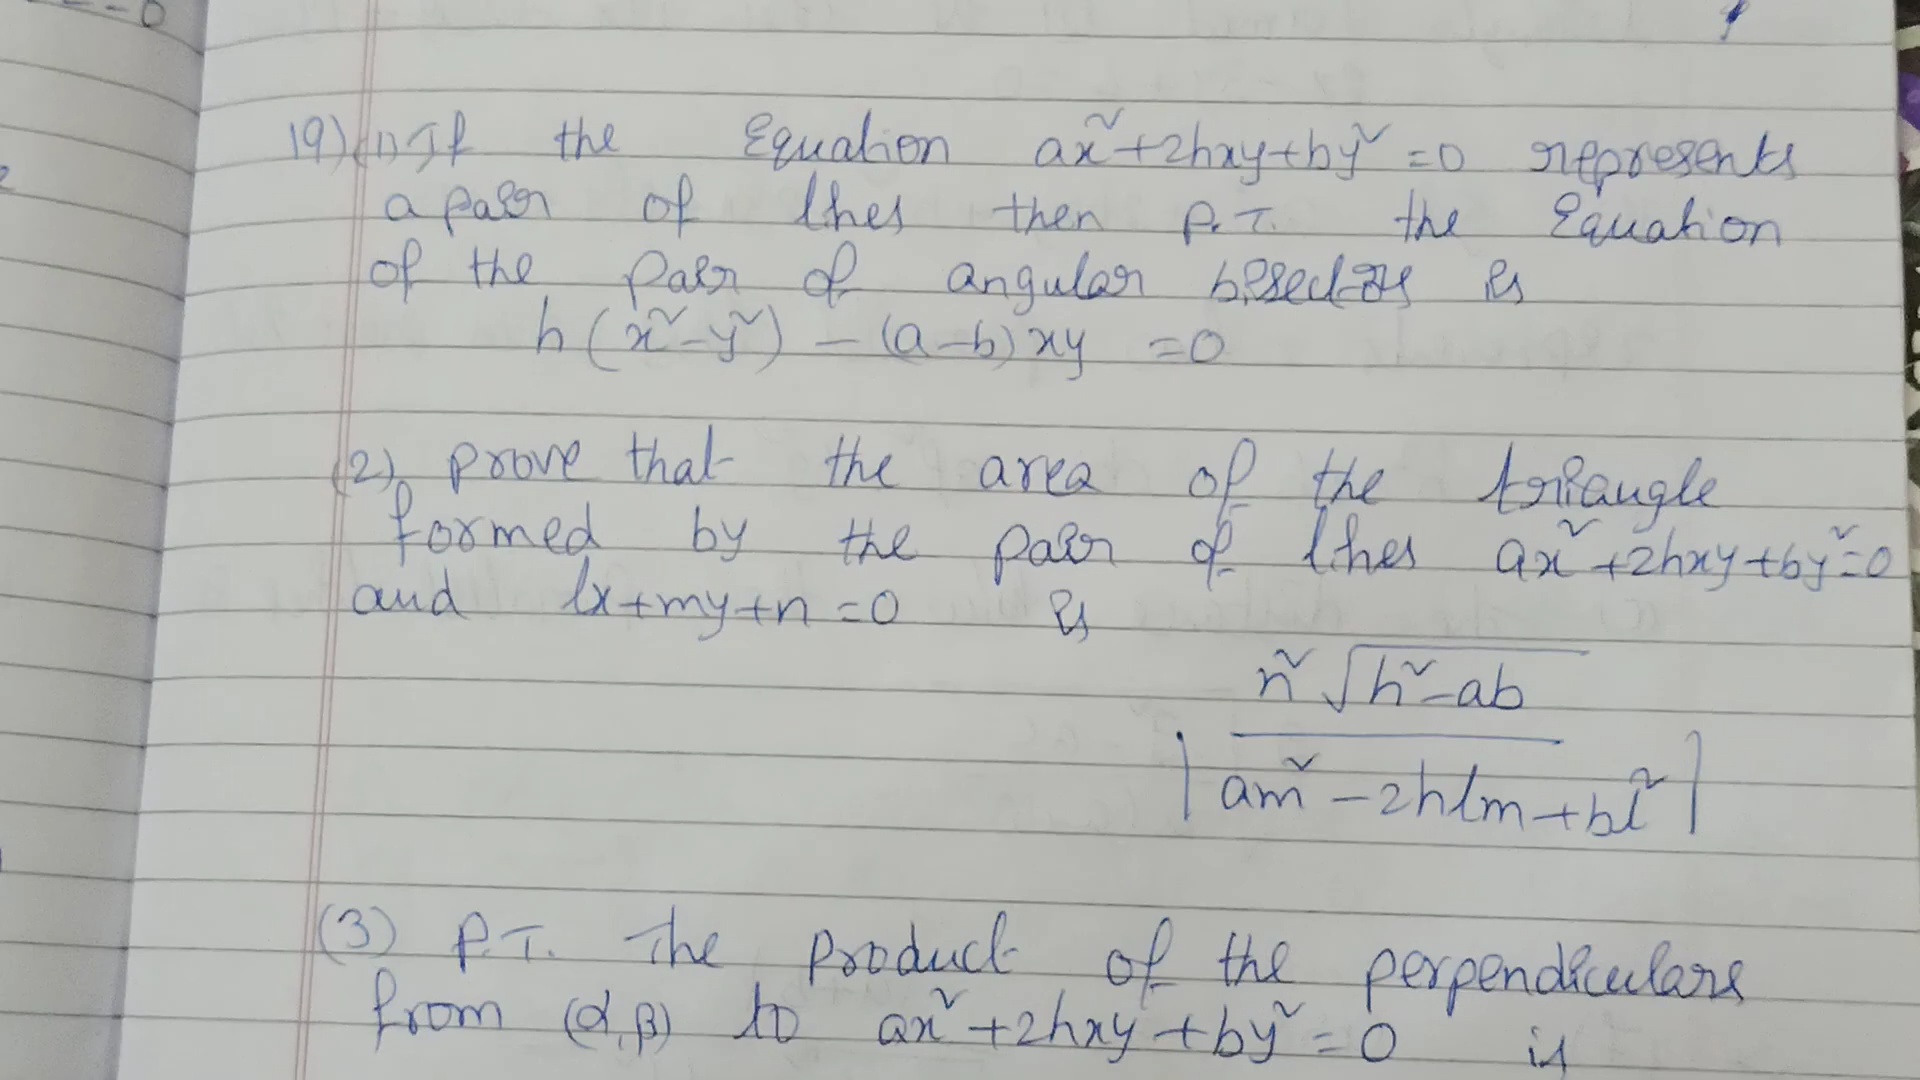 19) (1) If the Equation ax²+2hxy+by²=0 represents
a pair of lines then P.T. the Equation
of the pair of angular bisectors is
h(x²-y²) - (a-b)xy = 0
(2) prove that the area of the triangle
formed by the pair of lines ax²+2hxy+by²=0
and lx+my+n=0 is
n²√h²-ab
|am²-2hlm+bl²|
(3) P.T. The product of the perpendiculars
from (α,β) to ax²+2hxy+by²=0 is